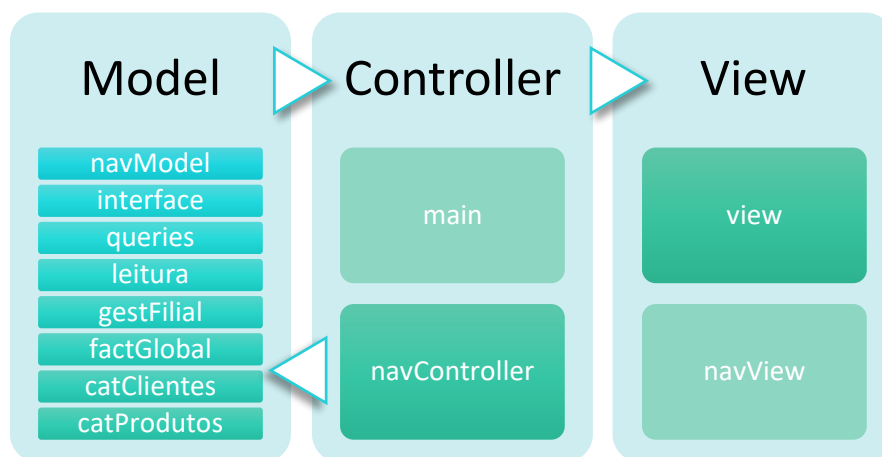 Model
navModel
interface
queries
leitura
gestFilial
factGlobal
catClientes
catProdutos
Controller
main
navController
View
view
navView